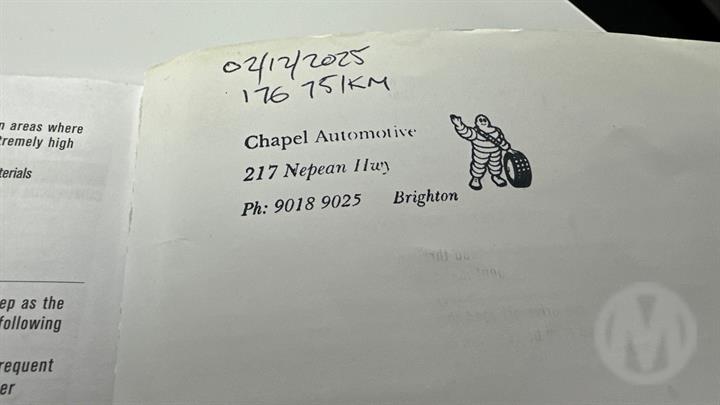 02/12/2025
176 751KM
Chapel Automotive
217 Nepean Hwy
Ph: 9018 9025 Brighton
n areas where
tremely high
terials
ep as the
following
requent
er
M